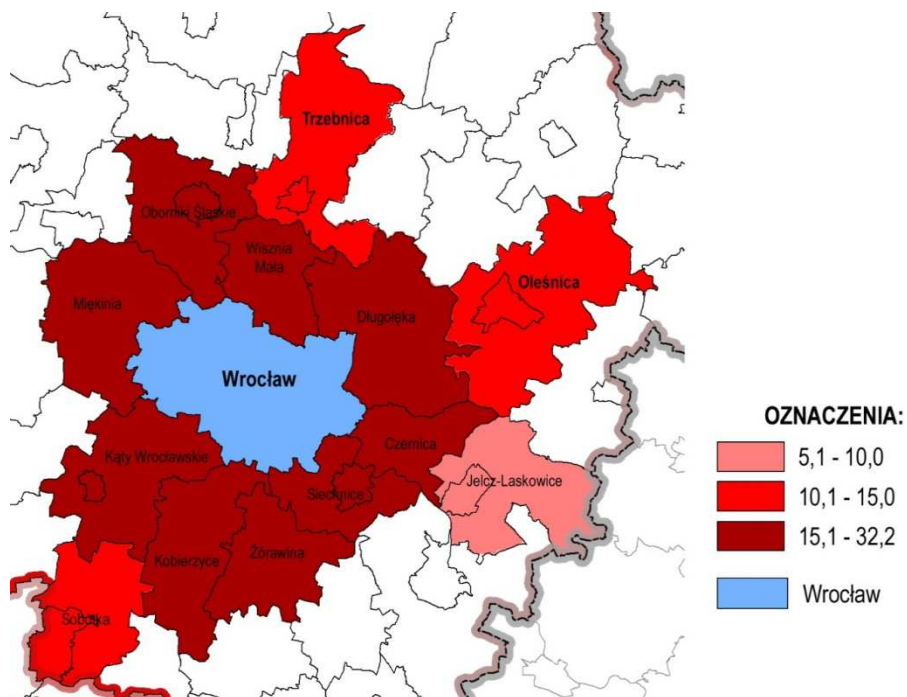 Trzebnica
Oborniki Śląskie
Wisznia
Mała
Oleśnica
Miękinia
Długołęka
Wrocław
Czernica
Kąty Wrocławskie
Siechnice
Jelcz-Laskowice
Kobierzyce
Żórawina
Sobótka
OZNACZENIA:
5,1 - 10,0
10,1 - 15,0
15,1 - 32,2
Wrocław